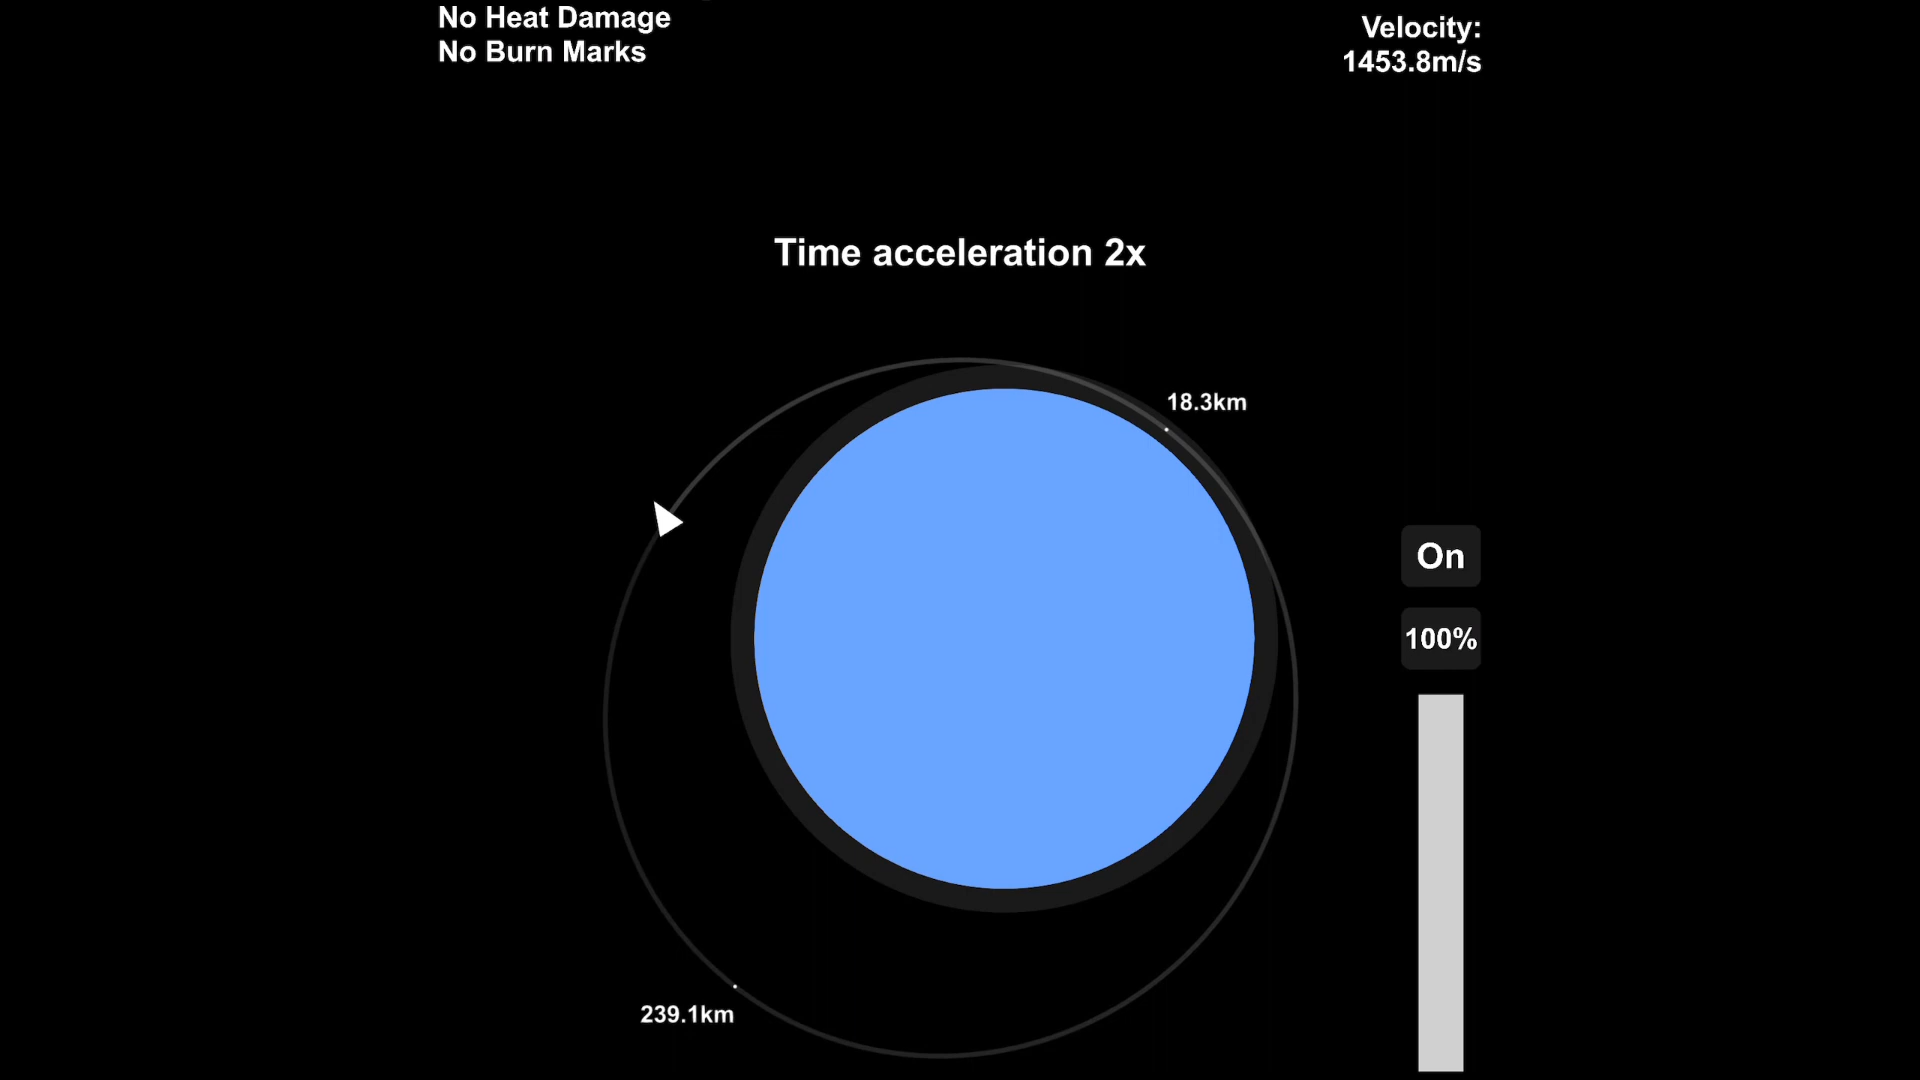 No Heat Damage
No Burn Marks
Velocity:
1453.8m/s
Time acceleration 2x
18.3km
On
100%
239.1km